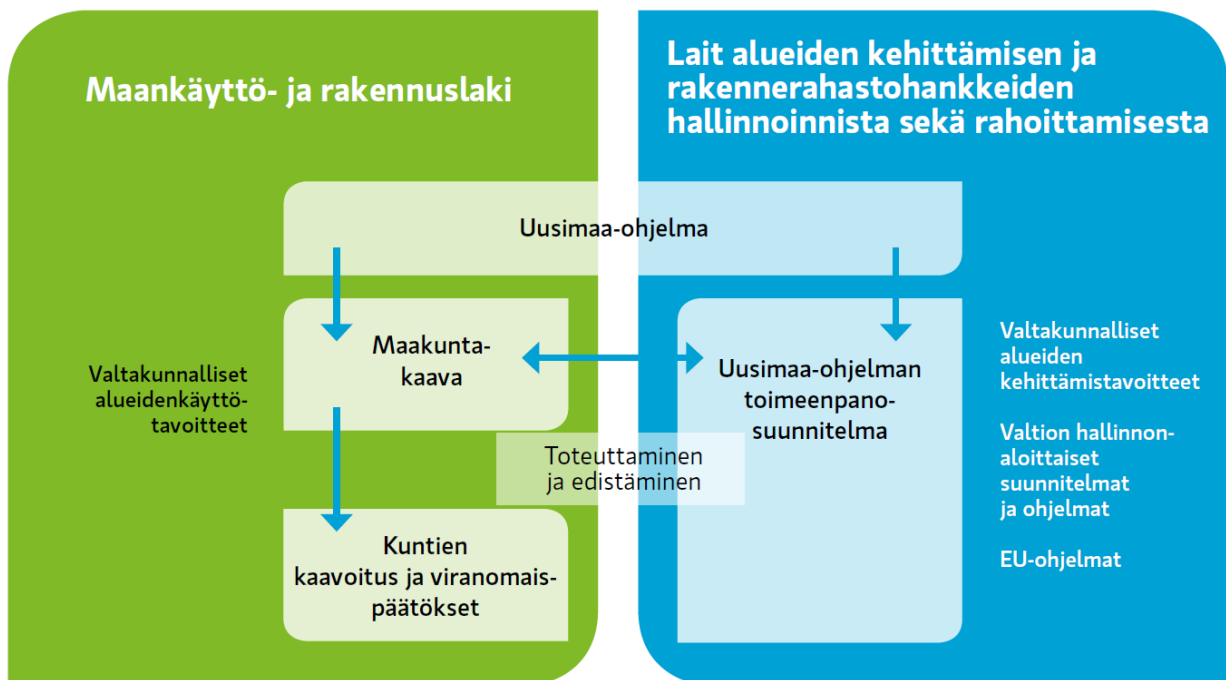 Maankäyttö- ja rakennuslaki
Lait alueiden kehittämisen ja
rakennerahastohankkeiden
hallinnoinnista sekä rahoittamisesta
Uusimaa-ohjelma
Valtakunnalliset
alueidenkäyttö-
tavoitteet
Maakunta-
kaava
Uusimaa-ohjelman
toimeenpano-
suunnitelma
Toteuttaminen
ja edistäminen
Kuntien
kaavoitus ja viranomais-
päätökset
Valtakunnalliset
alueiden
kehittämistavoitteet
Valtion hallinnon-
aloittaiset
suunnitelmat
ja ohjelmat
EU-ohjelmat